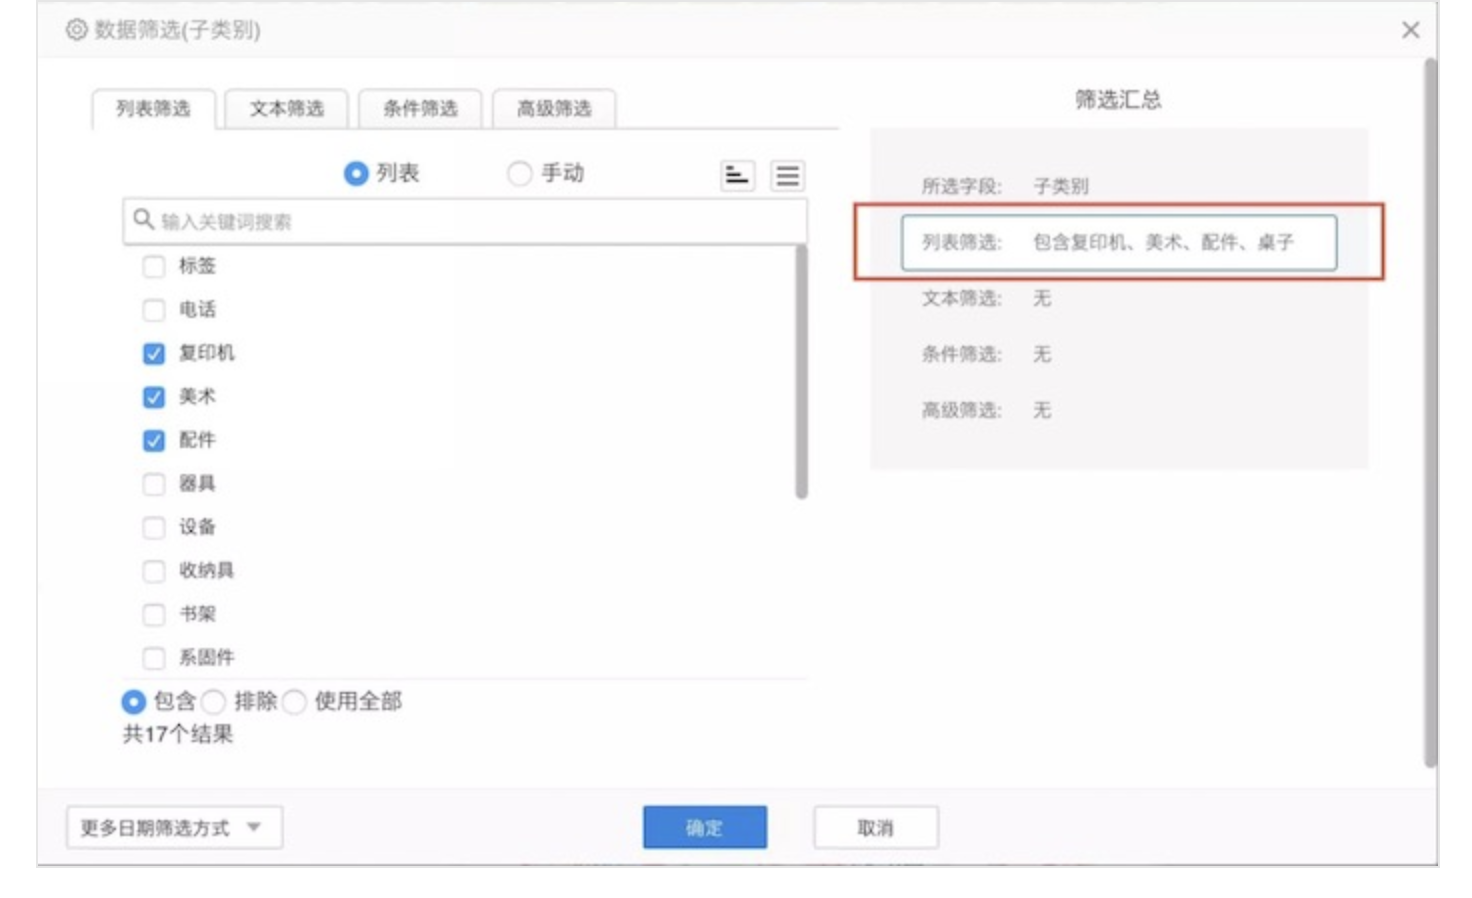 数据筛选(子类别)
列表筛选 文本筛选 条件筛选 高级筛选
列表 手动
输入关键词搜索
标签
电话
复印机
美术
配件
器具
设备
收纳具
书架
系固件
包含 排除 使用全部
共17个结果
筛选汇总
所选字段: 子类别
列表筛选: 包含复印机、美术、配件、桌子
文本筛选: 无
条件筛选: 无
高级筛选: 无
更多日期筛选方式 确定 取消